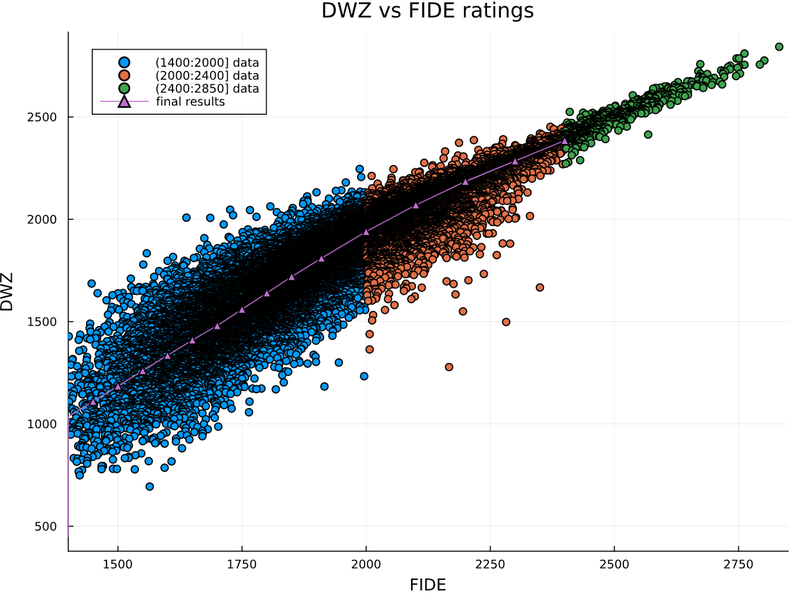 DWZ vs FIDE ratings
(1400:2000] data
(2000:2400] data
(2400:2850] data
final results
2500
2000
1500
1000
500
DWZ
1500
1750
2000
2250
2500
2750
FIDE